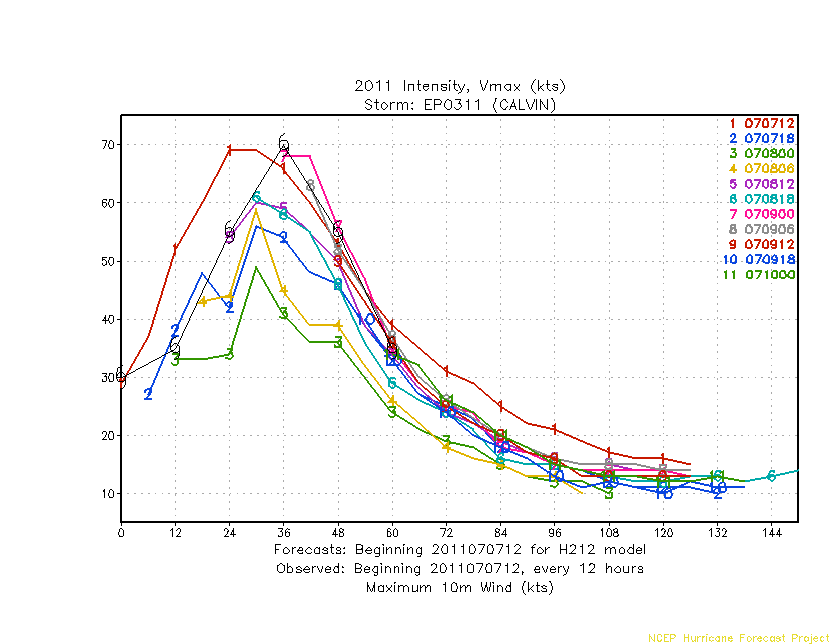 2011 Intensity, Vmax (kts)
Storm: EP0311 (CALVIN)
1 070712
2 070718
3 070800
4 070806
5 070812
6 070818
7 070900
8 070906
9 070912
10 070918
11 071000
70
60
50
40
30
20
10
0 12 24 36 48 60 72 84 96 108 120 132 144
Forecasts: Beginning 2011070712 for H212 model
Observed: Beginning 2011070712, every 12 hours
Maximum 10m Wind (kts)
NCEP Hurricane Forecast Project